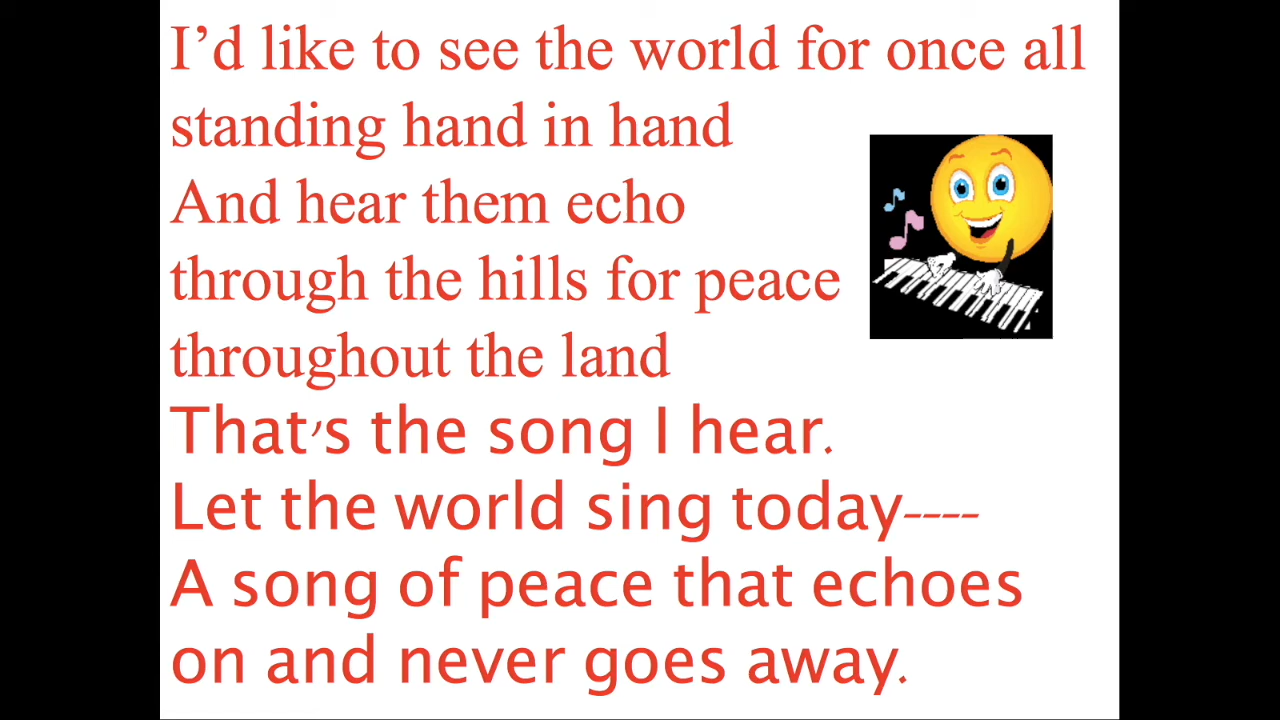 I’d like to see the world for once all
standing hand in hand
And hear them echo
through the hills for peace
throughout the land
That’s the song I hear.
Let the world sing today----
A song of peace that echoes
on and never goes away.